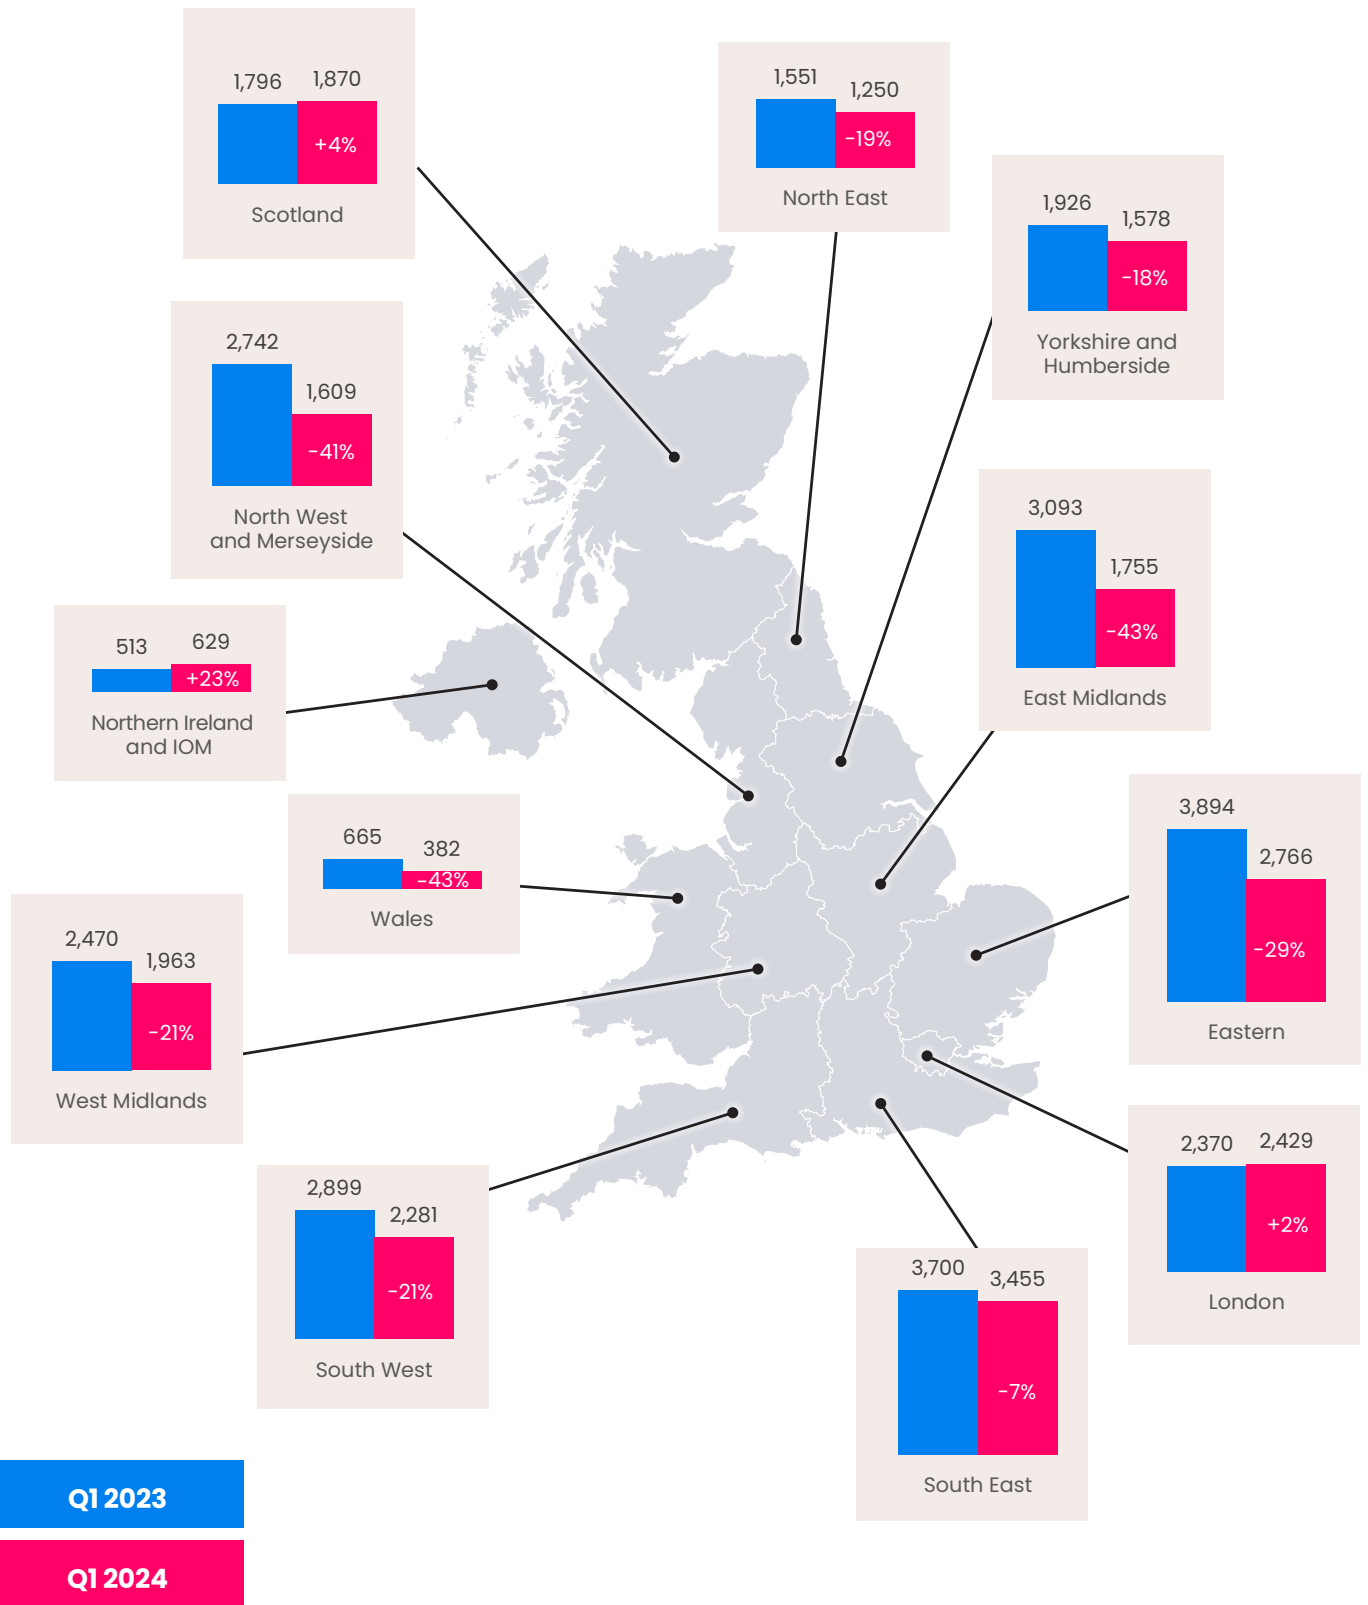 1,796 1,870
+4%
Scotland
1,551 1,250
-19%
North East
1,926 1,578
-18%
Yorkshire and
Humberside
2,742
1,609
-41%
North West
and Merseyside
3,093
1,755
-43%
East Midlands
513 629
+23%
Northern Ireland
and IOM
665 382
-43%
Wales
3,894
2,766
-29%
Eastern
2,470 1,963
-21%
West Midlands
2,370 2,429
+2%
London
2,899
2,281
-21%
South West
3,700 3,455
-7%
South East
Q1 2023
Q1 2024